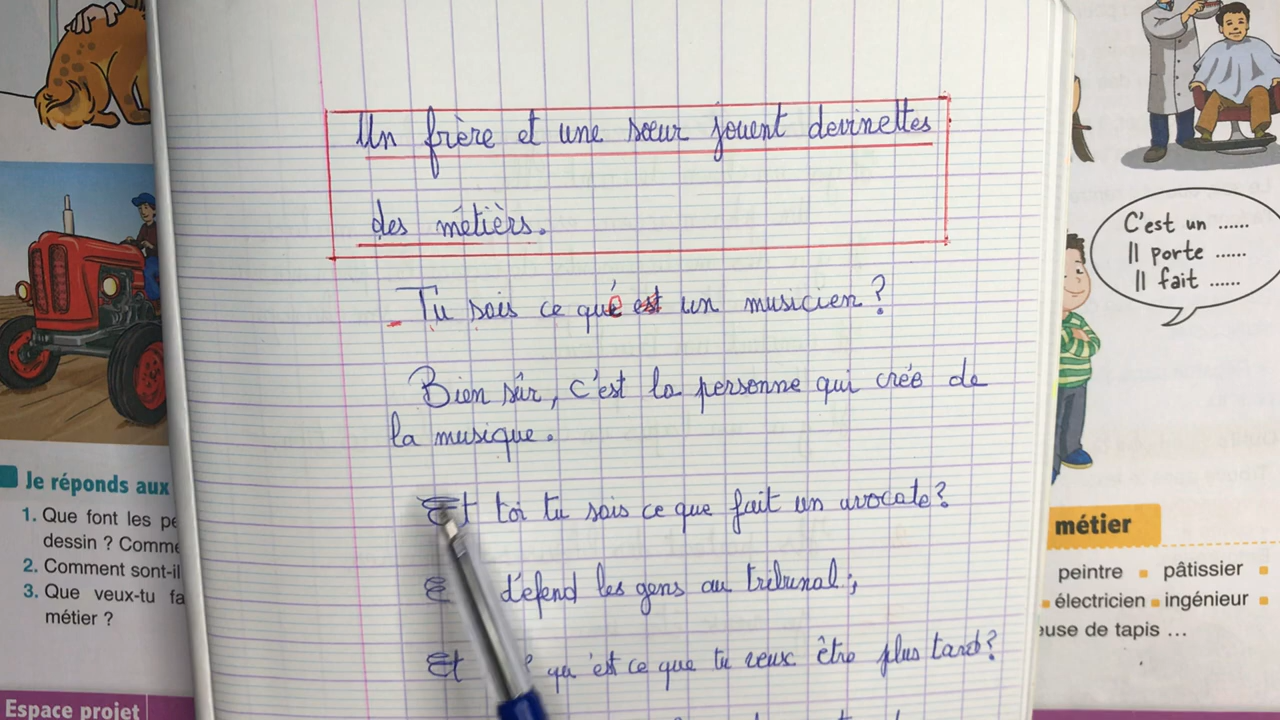 Un frère et une sœur jouent devinettes
des métièrs.
Tu sais ce qué est un musicien ?
Bien sûr, c'est la personne qui crée de
la musique.
Et toi tu sais ce que fait un avocate ?
défend les gens au tribunal ;
Et qu'est ce que tu veux être plus tard ?
Je réponds aux
1. Que font les pe
dessin ? Comme
2. Comment sont-il
3. Que veux-tu fa
métier ?
Espace projet
C'est un ......
Il porte ......
Il fait ......
métier
peintre ▪ pâtissier ▪
▪ électricien ▪ ingénieur ▪
euse de tapis ...